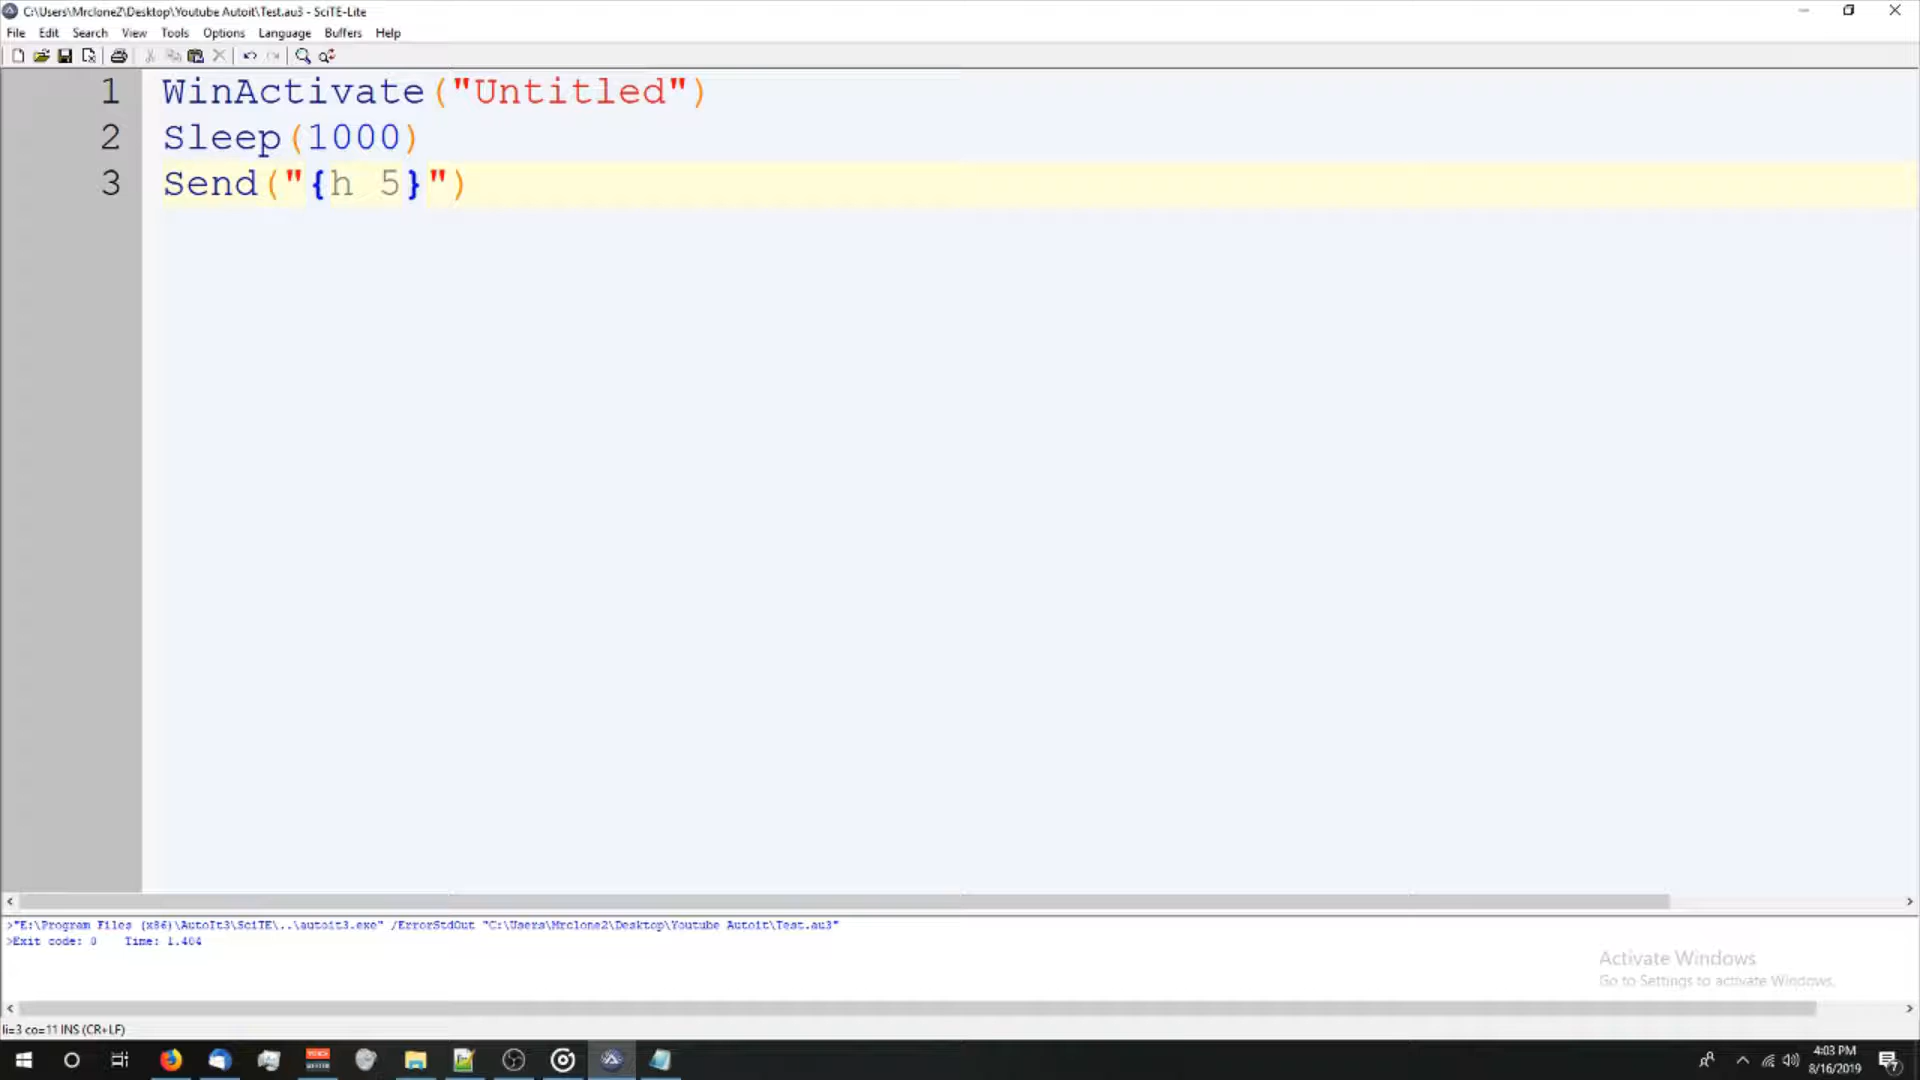 C:\Users\Mrclone2\Desktop\Youtube Autoit\Test.au3 - SciTE-Lite
File Edit Search View Tools Options Language Buffers Help
1 WinActivate("Untitled")
2 Sleep(1000)
3 Send("{h 5}")
>"E:\Program Files (x86)\AutoIt3\SciTE\..\autoit3.exe" /ErrorStdOut "C:\Users\Mrclone2\Desktop\Youtube Autoit\Test.au3"
>Exit code: 0 Time: 1.404
Activate Windows
Go to Settings to activate Windows.
li=3 co=11 INS (CR+LF)
4:03 PM
8/16/2019
7